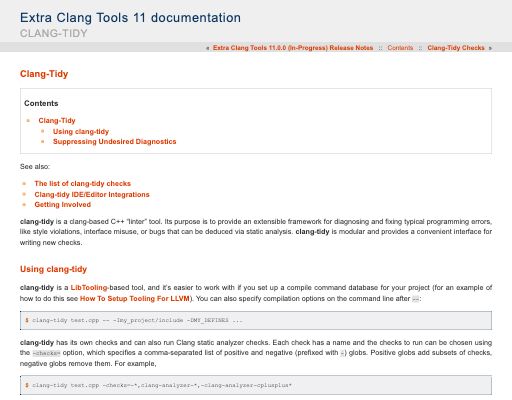 Extra Clang Tools 11 documentation
CLANG-TIDY
« Extra Clang Tools 11.0.0 (In-Progress) Release Notes :: Contents :: Clang-Tidy Checks »
Clang-Tidy
Contents
Clang-Tidy
Using clang-tidy
Suppressing Undesired Diagnostics
See also:
The list of clang-tidy checks
Clang-tidy IDE/Editor Integrations
Getting Involved
clang-tidy is a clang-based C++ “linter” tool. Its purpose is to provide an extensible framework for diagnosing and fixing typical programming errors,
like style violations, interface misuse, or bugs that can be deduced via static analysis. clang-tidy is modular and provides a convenient interface for
writing new checks.
Using clang-tidy
clang-tidy is a LibTooling-based tool, and it's easier to work with if you set up a compile command database for your project (for an example of
how to do this see How To Setup Tooling For LLVM). You can also specify compilation options on the command line after --:
$ clang-tidy test.cpp -- -Imy_project/include -DMY_DEFINES ...
clang-tidy has its own checks and can also run Clang static analyzer checks. Each check has a name and the checks to run can be chosen using
the -checks= option, which specifies a comma-separated list of positive and negative (prefixed with -) globs. Positive globs add subsets of checks,
negative globs remove them. For example,
$ clang-tidy test.cpp -checks=-*,clang-analyzer-*,-clang-analyzer-cplusplus*